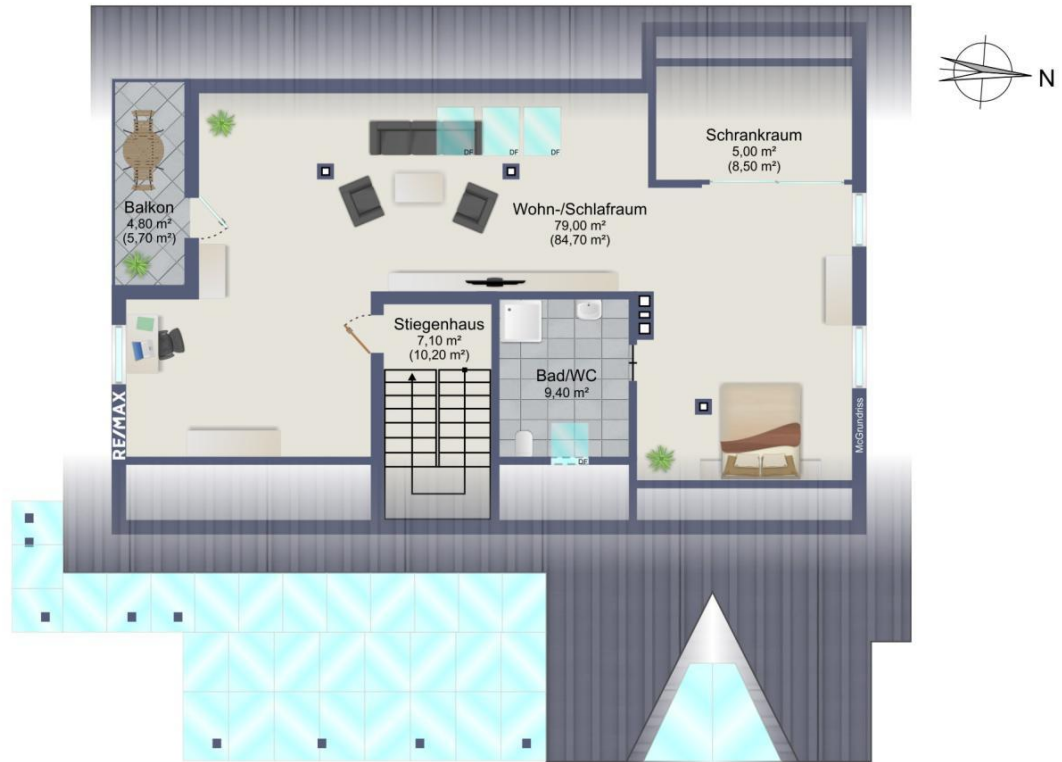 N
Schrankraum
5,00 m²
(8,50 m²)
DF
DF
DF
Balkon
4,80 m²
(5,70 m²)
Wohn-/Schlafraum
79,00 m²
(84,70 m²)
Stiegenhaus
7,10 m²
(10,20 m²)
Bad/WC
9,40 m²
RE/MAX
McGrundriss
DF